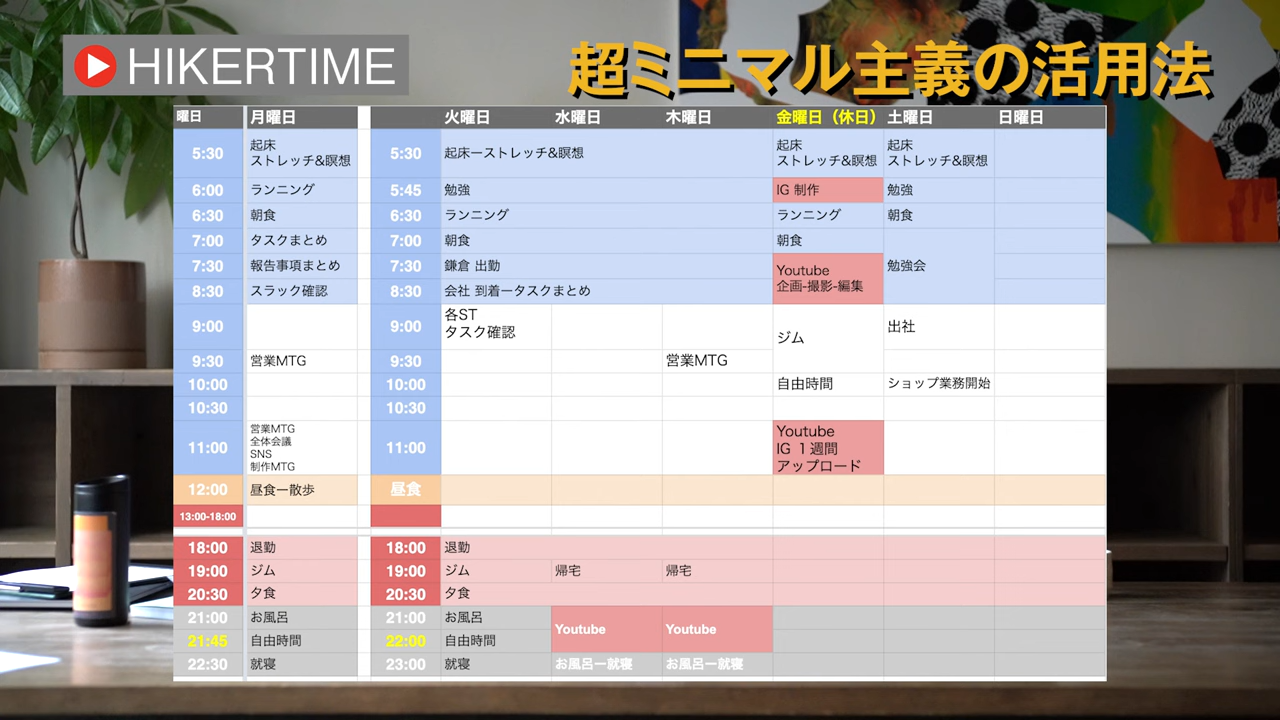 HIKERTIME
超ミニマル主義の活用法
曜日 月曜日 火曜日 水曜日 木曜日 金曜日（休日） 土曜日 日曜日
5:30 起床 ストレッチ&瞑想 5:30 起床ーストレッチ&瞑想 起床 ストレッチ&瞑想 起床 ストレッチ&瞑想
6:00 ランニング 5:45 勉強 IG 制作 勉強
6:30 朝食 6:30 ランニング ランニング 朝食
7:00 タスクまとめ 7:00 朝食 朝食
7:30 報告事項まとめ 7:30 鎌倉 出勤 Youtube 企画-撮影-編集 勉強会
8:30 スラック確認 8:30 会社 到着ータスクまとめ
9:00 9:00 各ST タスク確認 ジム 出社
9:30 営業MTG 9:30 営業MTG
10:00 10:00 自由時間 ショップ業務開始
10:30 10:30
11:00 営業MTG 全体会議 SNS 制作MTG 11:00 Youtube IG １週間 アップロード
12:00 昼食ー散歩 昼食
13:00-18:00
18:00 退勤 18:00 退勤
19:00 ジム 19:00 ジム 帰宅 帰宅
20:30 夕食 20:30 夕食
21:00 お風呂 21:00 お風呂 Youtube Youtube
21:45 自由時間 22:00 自由時間
22:30 就寝 23:00 就寝 お風呂ー就寝 お風呂ー就寝